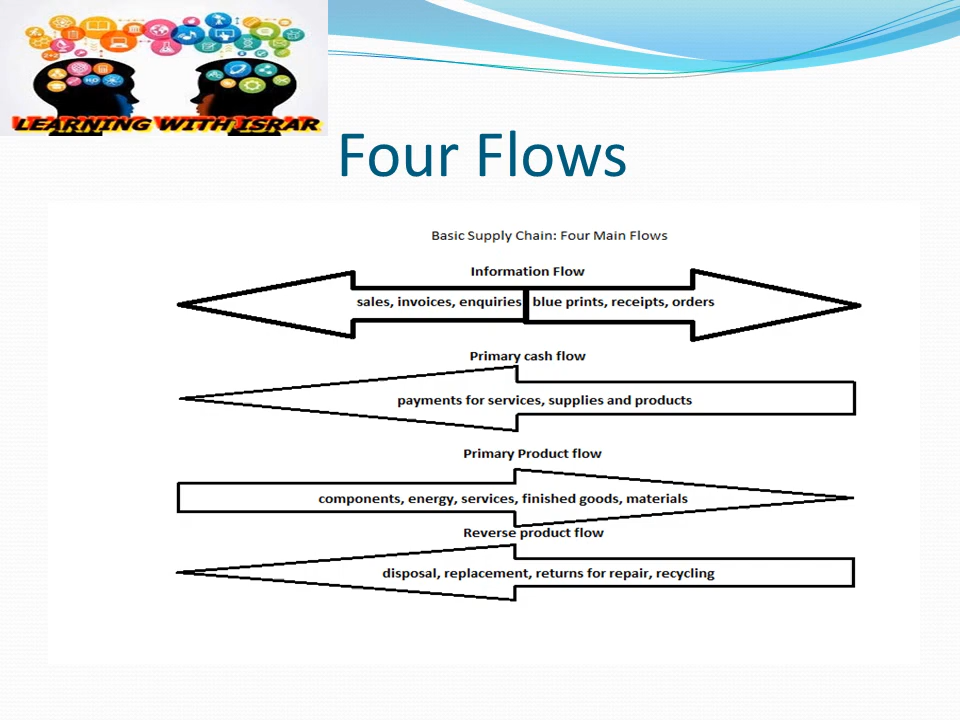 LEARNING WITH ISRAR
Four Flows
Basic Supply Chain: Four Main Flows
Information Flow
sales, invoices, enquiries blue prints, receipts, orders
Primary cash flow
payments for services, supplies and products
Primary Product flow
components, energy, services, finished goods, materials
Reverse product flow
disposal, replacement, returns for repair, recycling